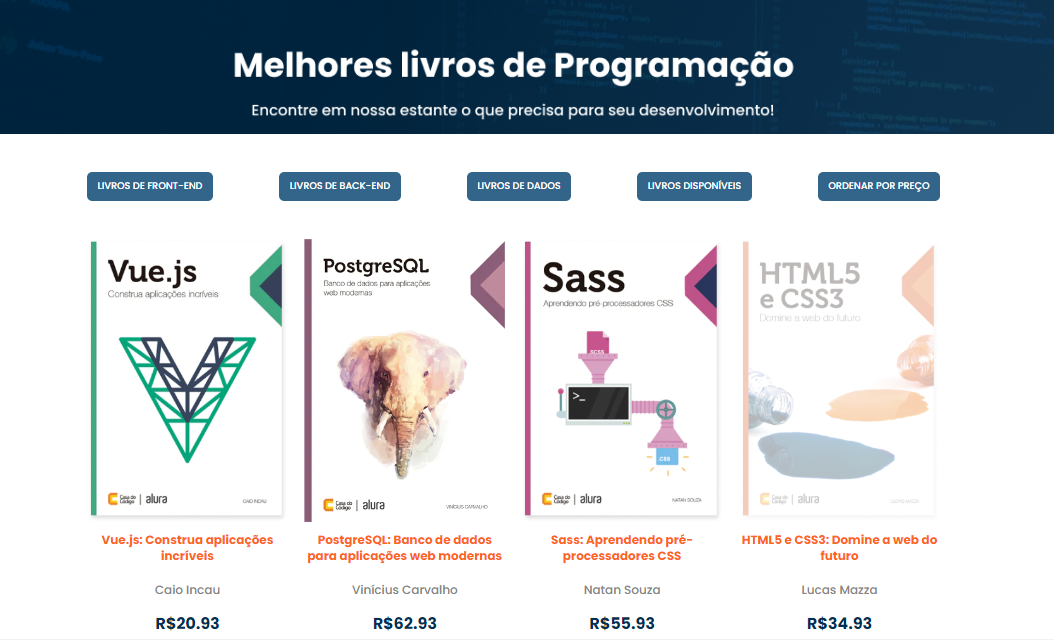 Melhores livros de Programação
Encontre em nossa estante o que precisa para seu desenvolvimento!
LIVROS DE FRONT-END
LIVROS DE BACK-END
LIVROS DE DADOS
LIVROS DISPONÍVEIS
ORDENAR POR PREÇO
Vue.js
Construa aplicações incríveis
Casa do
Código
alura
CAIO INCAU
PostgreSQL
Banco de dados para aplicações
web modernas
Casa do
Código
alura
VINÍCIUS CARVALHO
Sass
Aprendendo pré-processadores CSS
SCSS
>_
CSS
Casa do
Código
alura
NATAN SOUZA
HTML5
e CSS3
Domine a web do futuro
Casa do
Código
alura
LUCAS MAZZA
Vue.js: Construa aplicações
incríveis
Caio Incau
R$20.93
PostgreSQL: Banco de dados
para aplicações web modernas
Vinícius Carvalho
R$62.93
Sass: Aprendendo pré-
processadores CSS
Natan Souza
R$55.93
HTML5 e CSS3: Domine a web do
futuro
Lucas Mazza
R$34.93